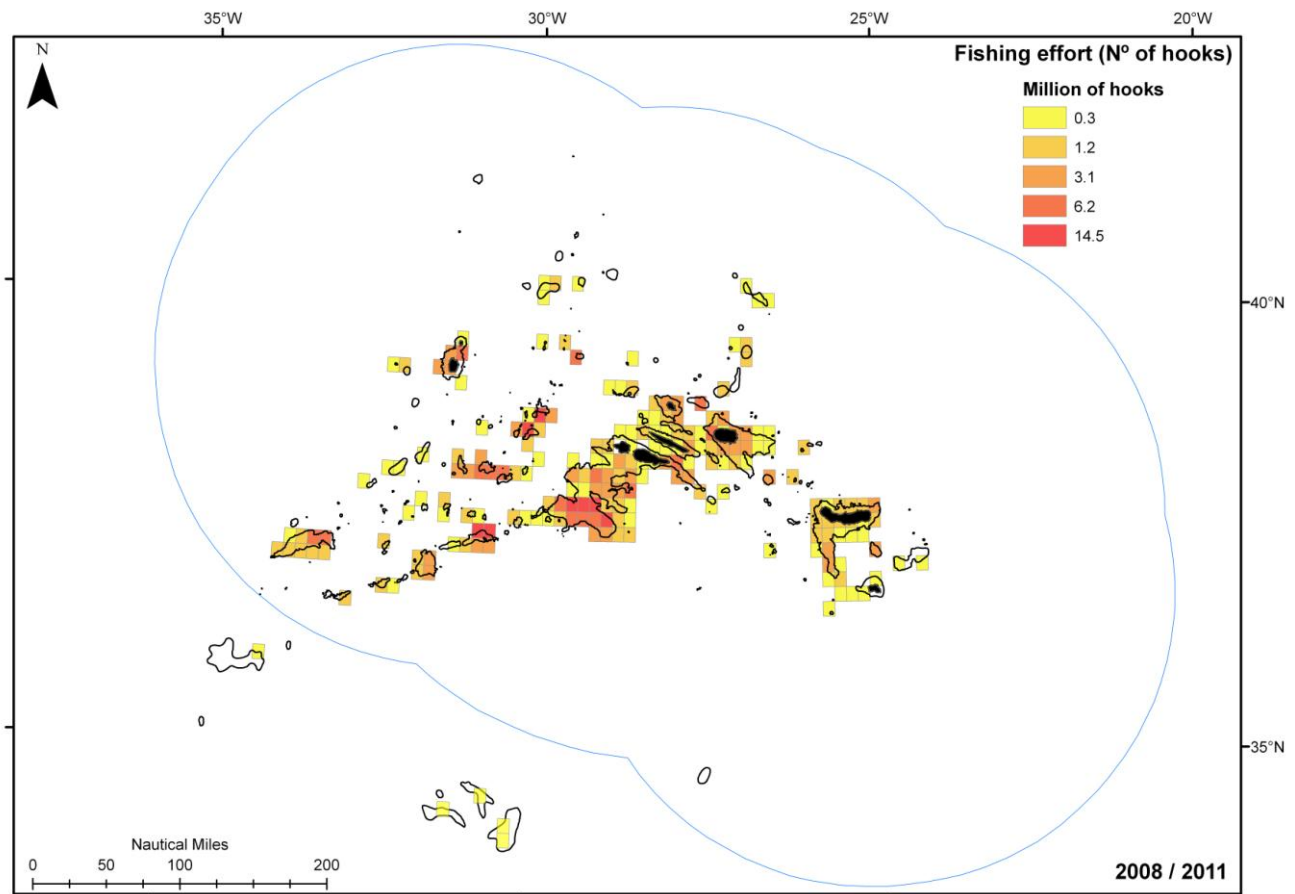 35°W 30°W 25°W 20°W
N
Fishing effort (Nº of hooks)
Million of hooks
0.3
1.2
3.1
6.2
14.5
40°N
35°N
Nautical Miles
0 50 100 200
2008 / 2011